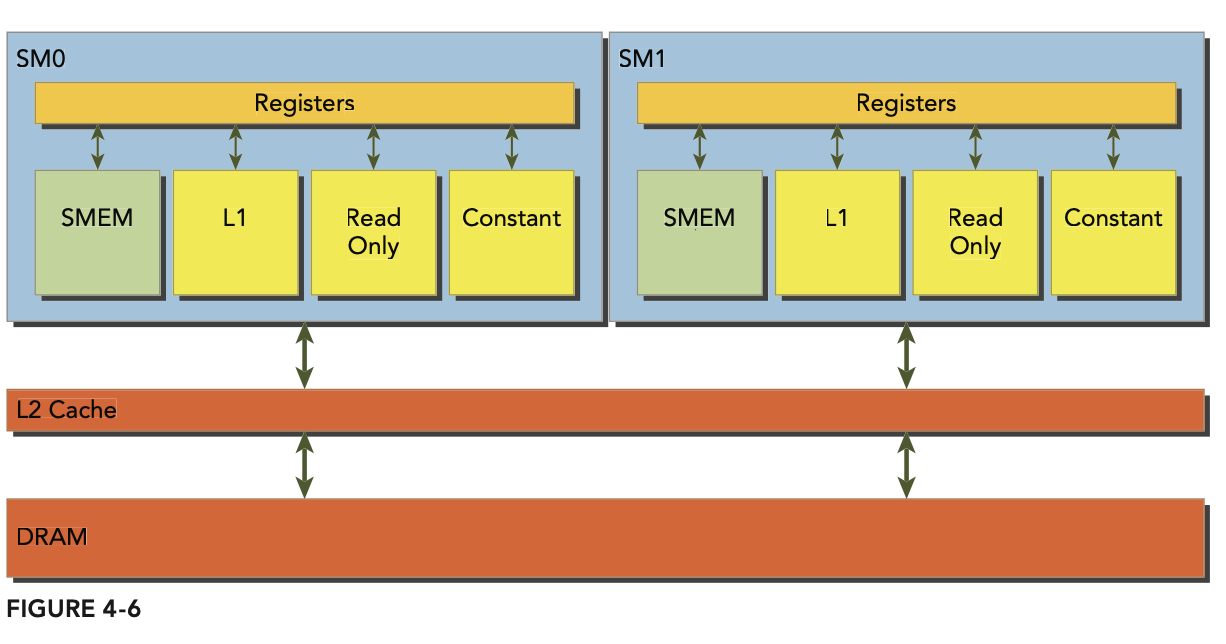 SM0
Registers
SMEM
L1
Read
Only
Constant
SM1
Registers
SMEM
L1
Read
Only
Constant
L2 Cache
DRAM
FIGURE 4-6